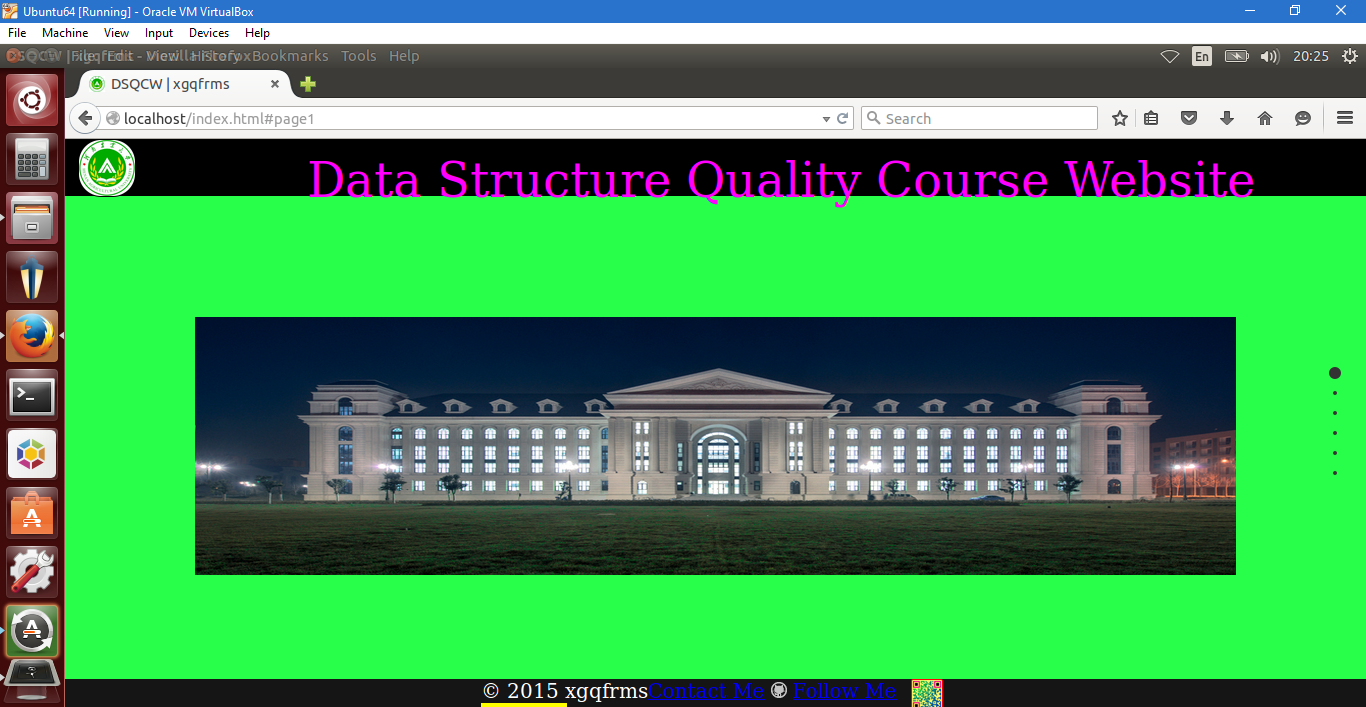 Ubuntu64 [Running] - Oracle VM VirtualBox
File Machine View Input Devices Help
DSQCW | xgqfrms - Mozilla Firefox
File Edit View History Bookmarks Tools Help
En 20:25
DSQCW | xgqfrms
localhost/index.html#page1
Search
Data Structure Quality Course Website
© 2015 xgqfrmsContact Me Follow Me